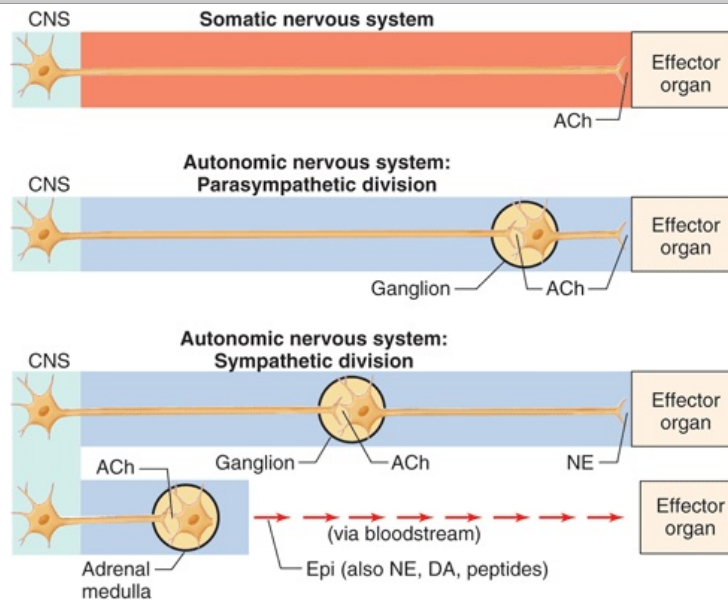 CNS
Somatic nervous system
Effector
organ
ACh
Autonomic nervous system:
Parasympathetic division
CNS
Effector
organ
Ganglion
ACh
Autonomic nervous system:
Sympathetic division
CNS
Effector
organ
Ganglion
ACh
NE
ACh
Effector
organ
(via bloodstream)
Adrenal
medulla
Epi (also NE, DA, peptides)